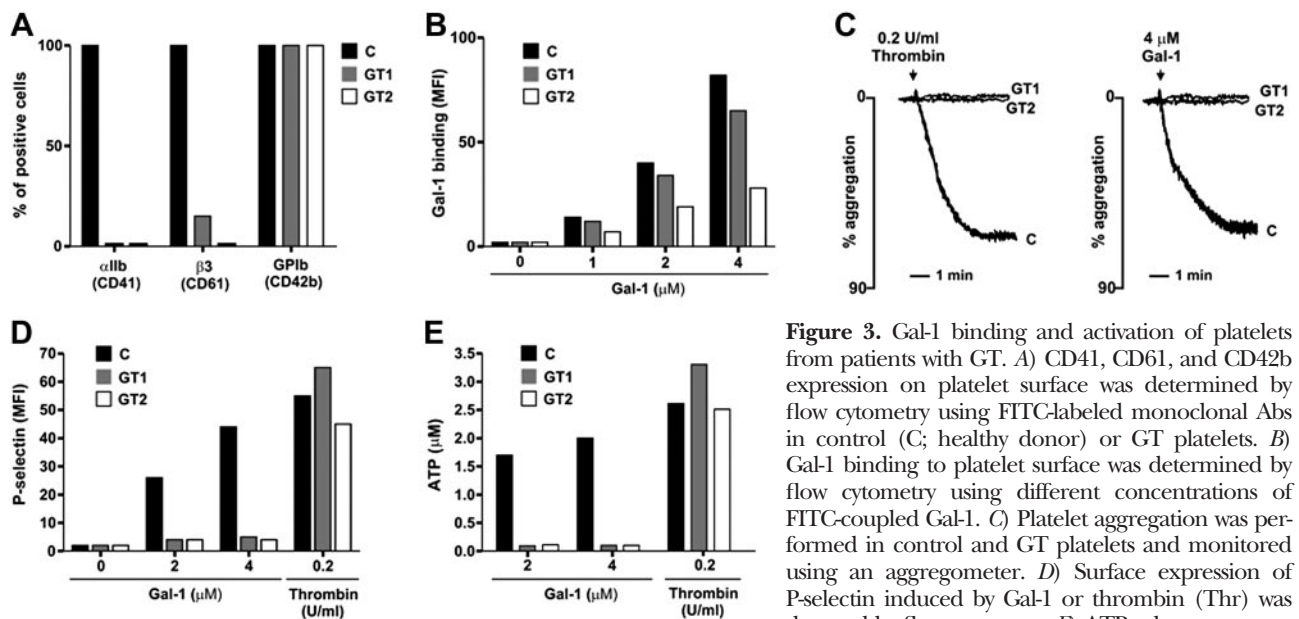 A
100
50
0
% of positive cells
C
GT1
GT2
αIIb
(CD41)
β3
(CD61)
GPIb
(CD42b)
B
100
50
0
Gal-1 binding (MFI)
C
GT1
GT2
0 1 2 4
Gal-1 (μM)
C
0.2 U/ml
Thrombin
0
90
% aggregation
GT1
GT2
C
1 min
4 μM
Gal-1
0
90
% aggregation
GT1
GT2
C
1 min
D
70
60
50
40
30
20
10
0
P-selectin (MFI)
C
GT1
GT2
0 2 4 0.2
Gal-1 (μM)
Thrombin
(U/ml)
E
3.5
3.0
2.5
2.0
1.5
1.0
0.5
0.0
ATP (μM)
C
GT1
GT2
2 4 0.2
Gal-1 (μM)
Thrombin
(U/ml)
Figure 3. Gal-1 binding and activation of platelets
from patients with GT. A) CD41, CD61, and CD42b
expression on platelet surface was determined by
flow cytometry using FITC-labeled monoclonal Abs
in control (C; healthy donor) or GT platelets. B)
Gal-1 binding to platelet surface was determined by
flow cytometry using different concentrations of
FITC-coupled Gal-1. C) Platelet aggregation was per-
formed in control and GT platelets and monitored
using an aggregometer. D) Surface expression of
P-selectin induced by Gal-1 or thrombin (Thr) was